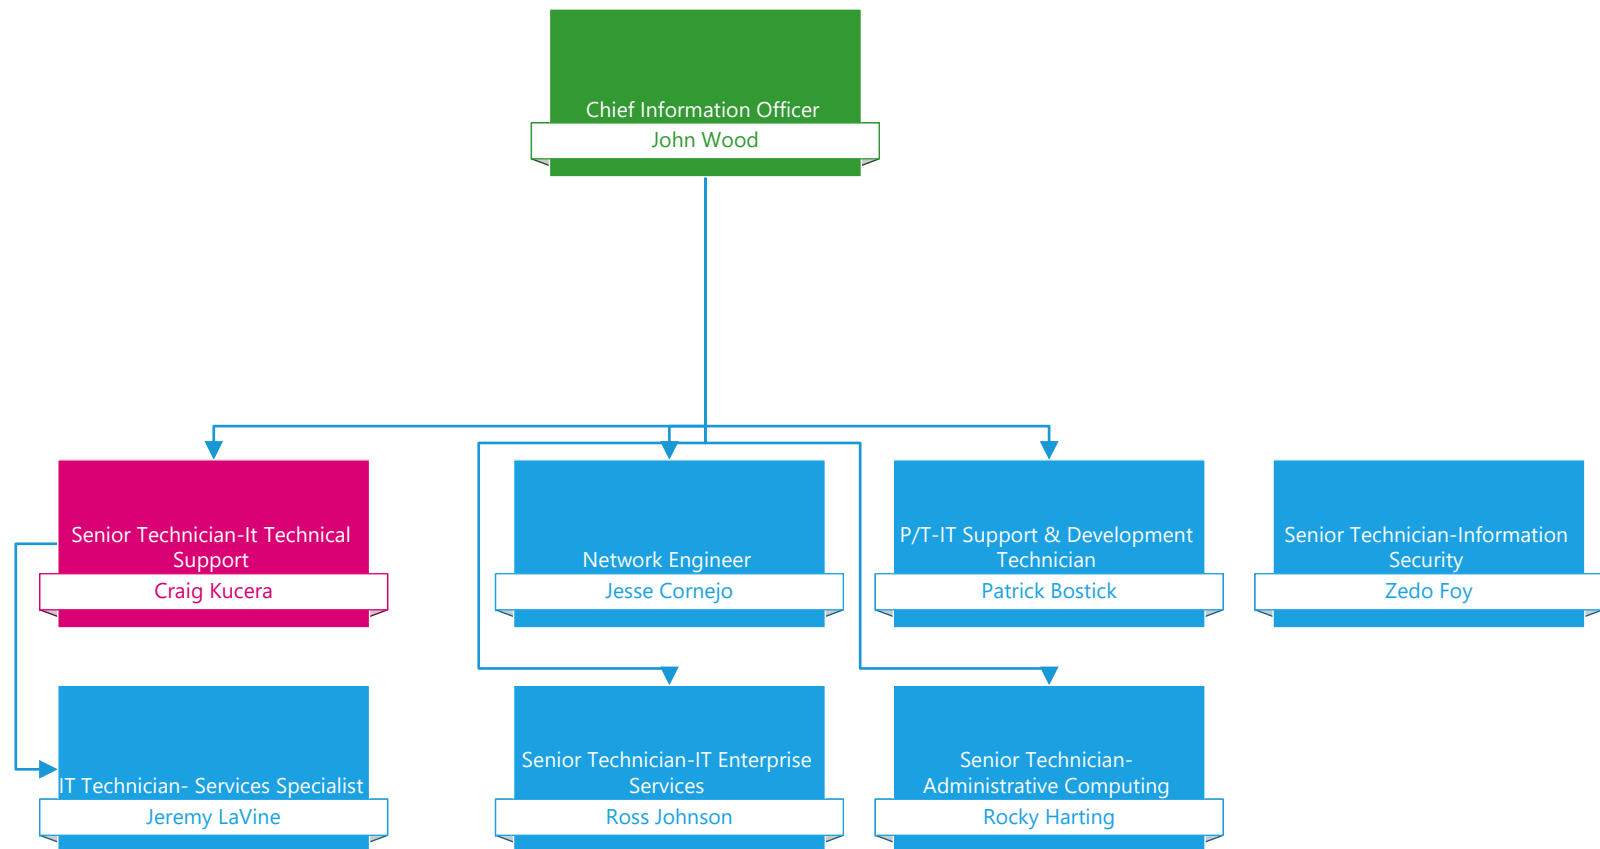 Chief Information Officer
John Wood
Senior Technician-It Technical
Support
Craig Kucera
Network Engineer
Jesse Cornejo
P/T-IT Support & Development
Technician
Patrick Bostick
Senior Technician-Information
Security
Zedo Foy
IT Technician- Services Specialist
Jeremy LaVine
Senior Technician-IT Enterprise
Services
Ross Johnson
Senior Technician-
Administrative Computing
Rocky Harting